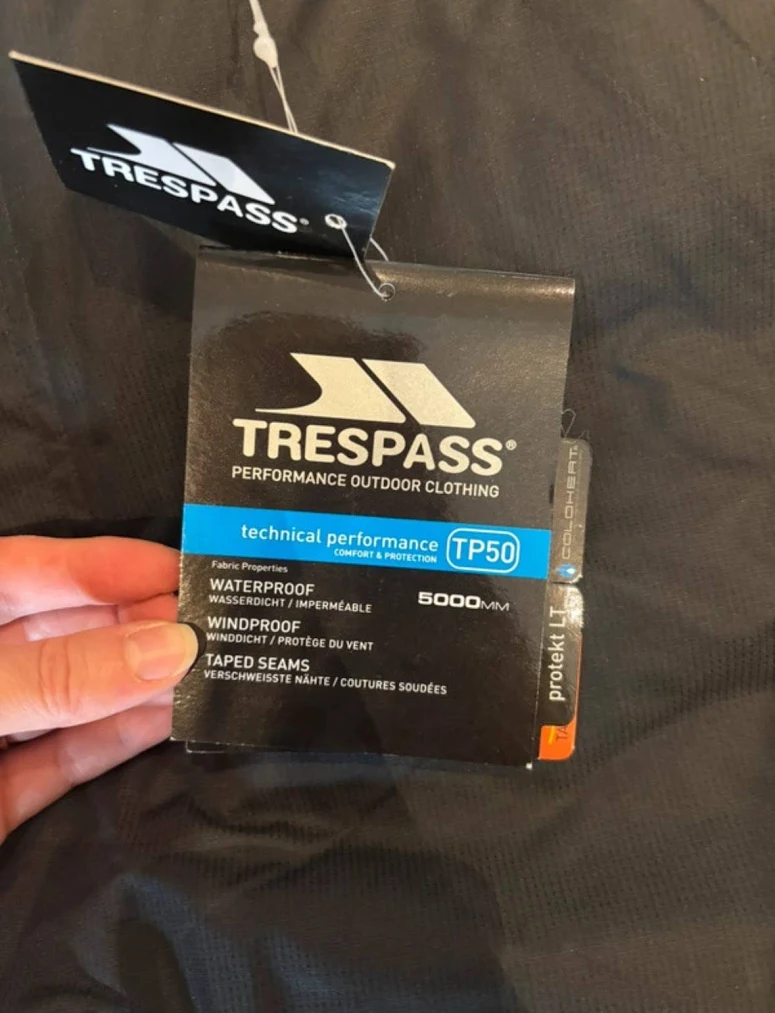 TRESPASS®
TRESPASS®
PERFORMANCE OUTDOOR CLOTHING
technical performance TP50
COMFORT & PROTECTION
Fabric Properties
WATERPROOF 5000MM
WASSERDICHT / IMPERMÉABLE
WINDPROOF
WINDDICHT / PROTÈGE DU VENT
TAPED SEAMS
VERSCHWEISSTE NÄHTE / COUTURES SOUDÉES
COLDHEAT
protekt LT
TA